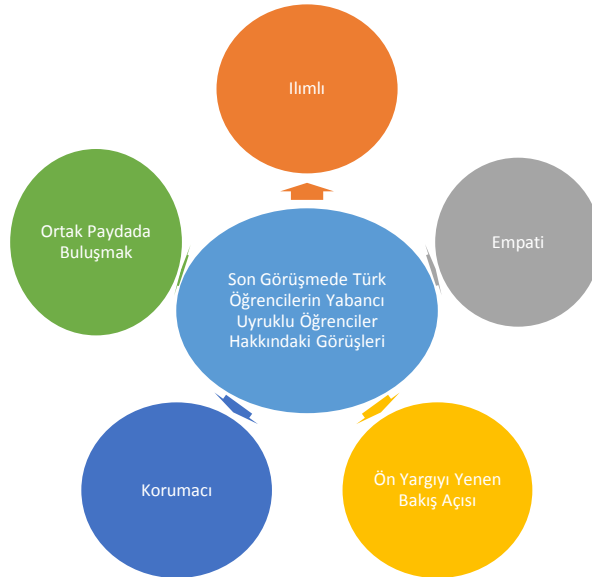 Ilımlı
Empati
Ön Yargıyı Yenen
Bakış Açısı
Korumacı
Ortak Paydada
Buluşmak
Son Görüşmede Türk
Öğrencilerin Yabancı
Uyruklu Öğrenciler
Hakkındaki Görüşleri